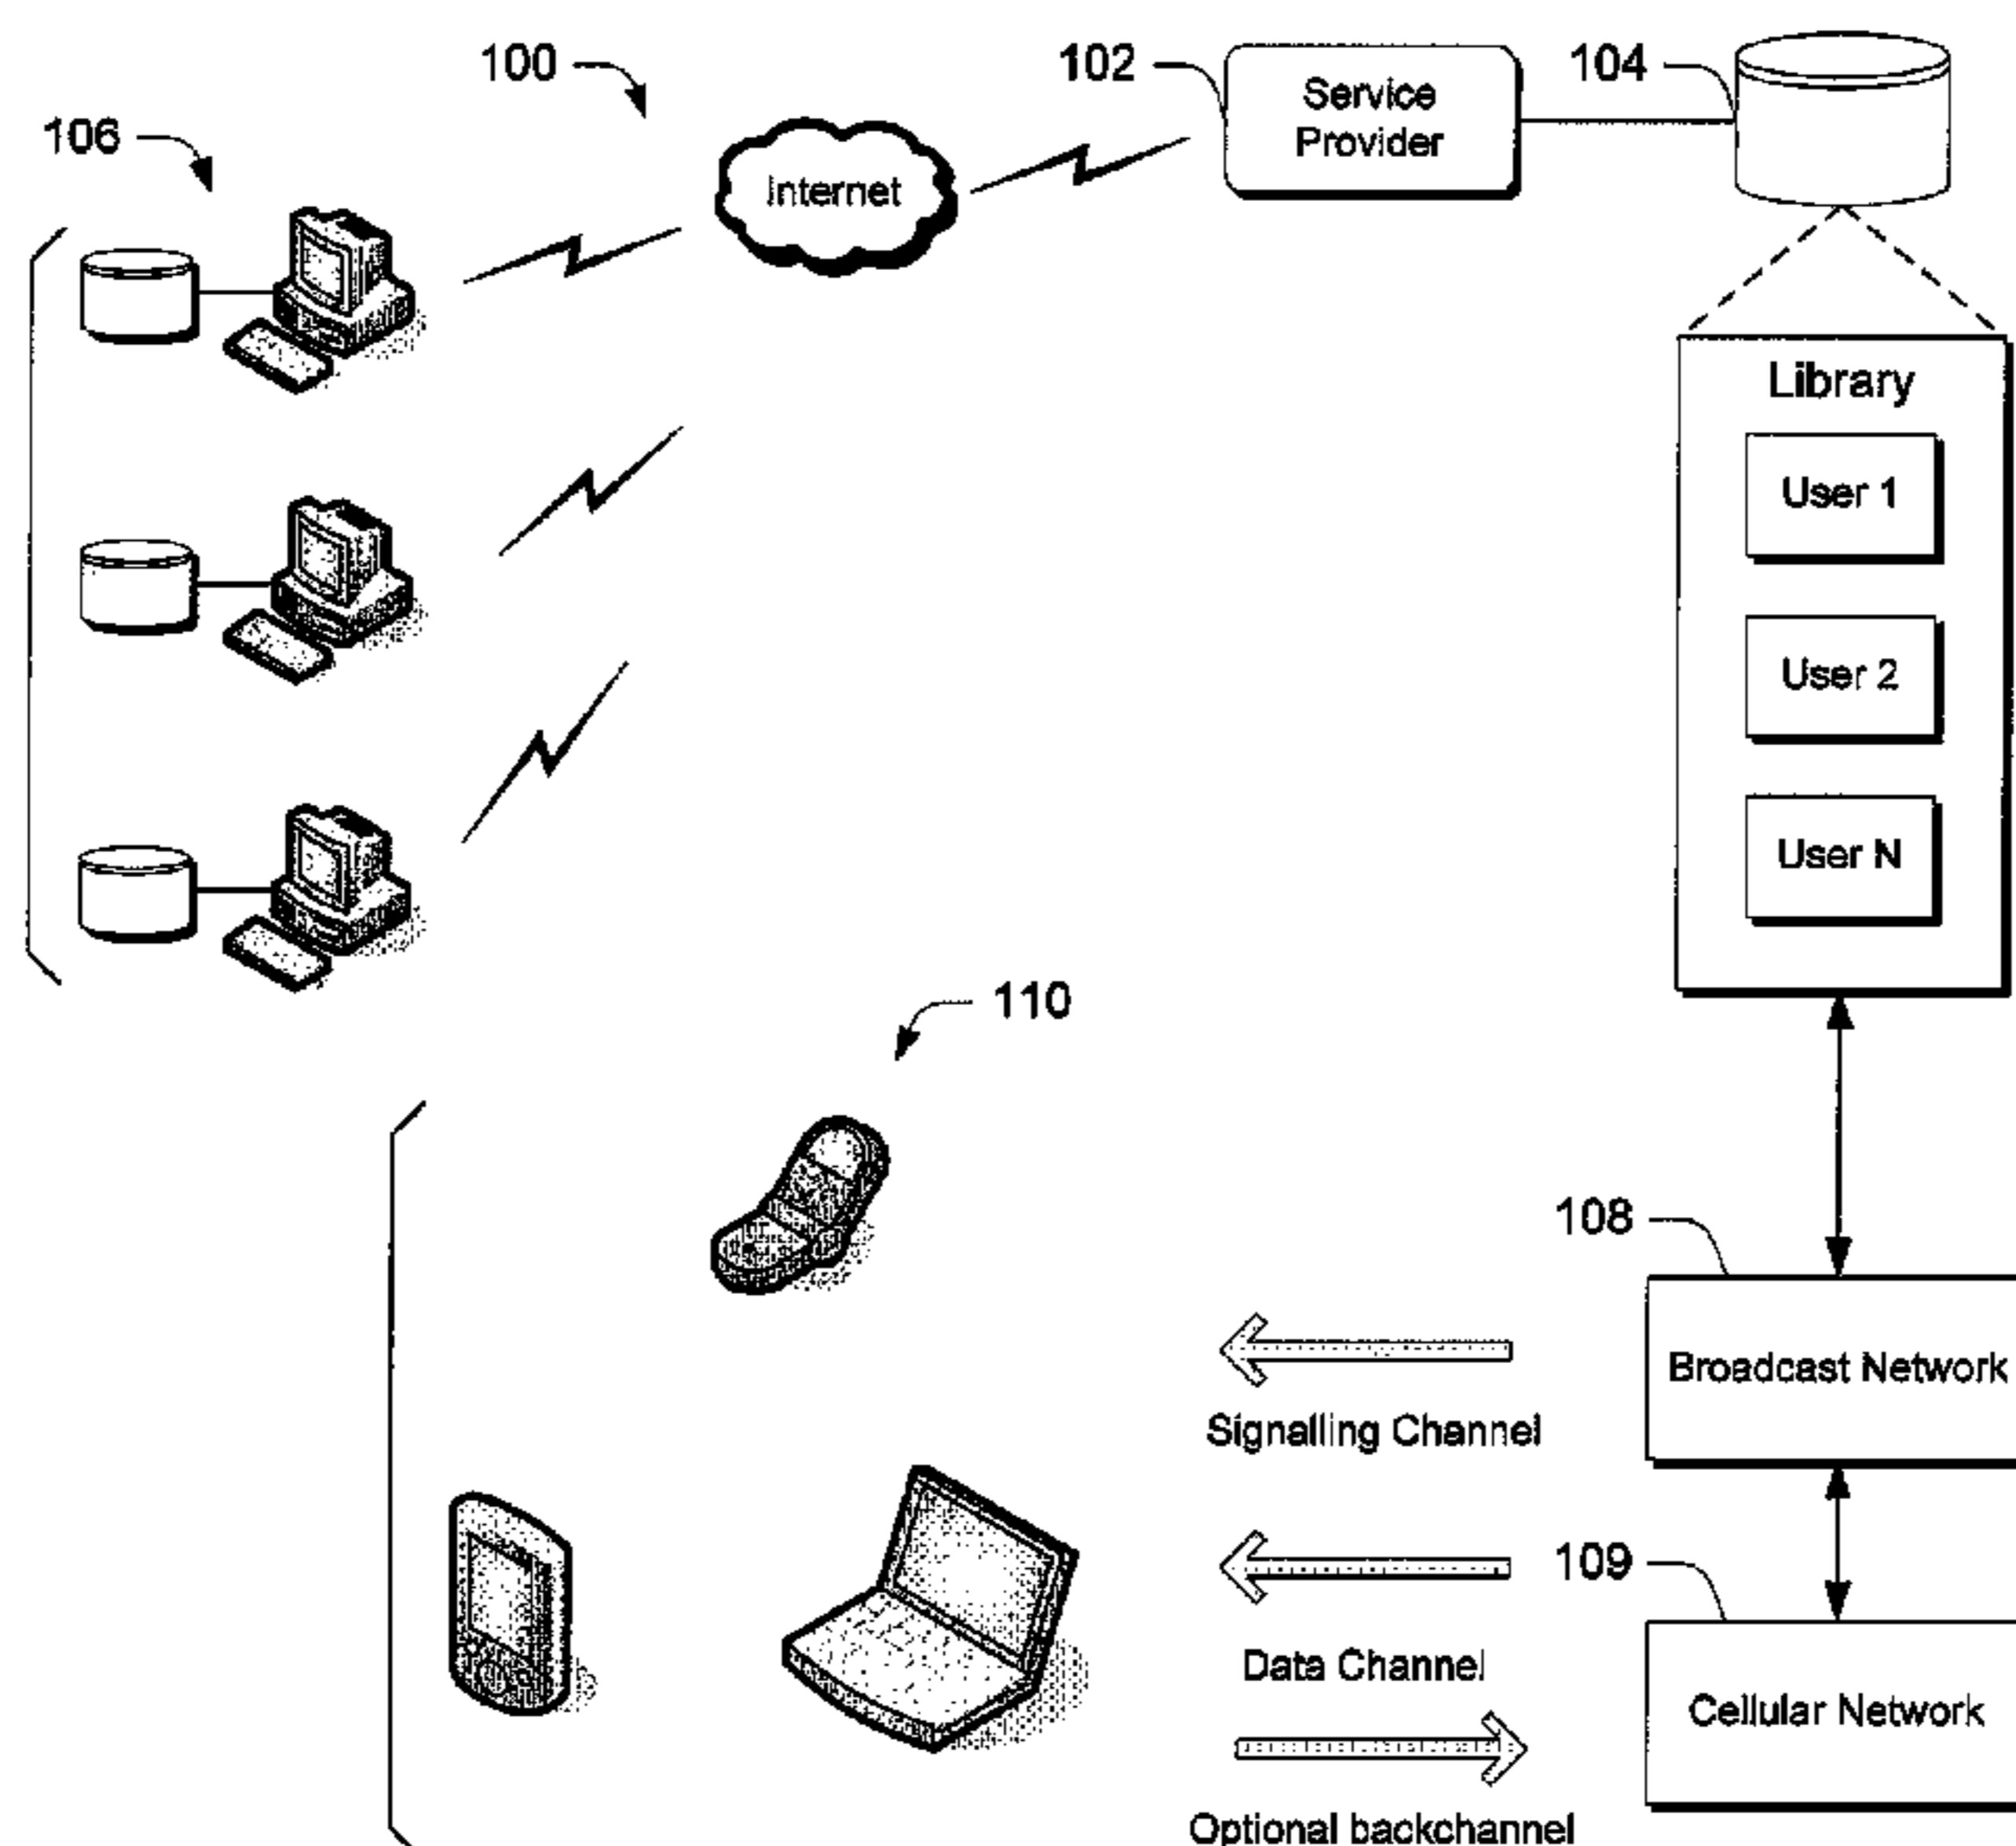 100
102
Service
Provider
104
106
Internet
Library
User 1
User 2
User N
110
108
Broadcast Network
Signalling Channel
109
Data Channel
Cellular Network
Optional backchannel